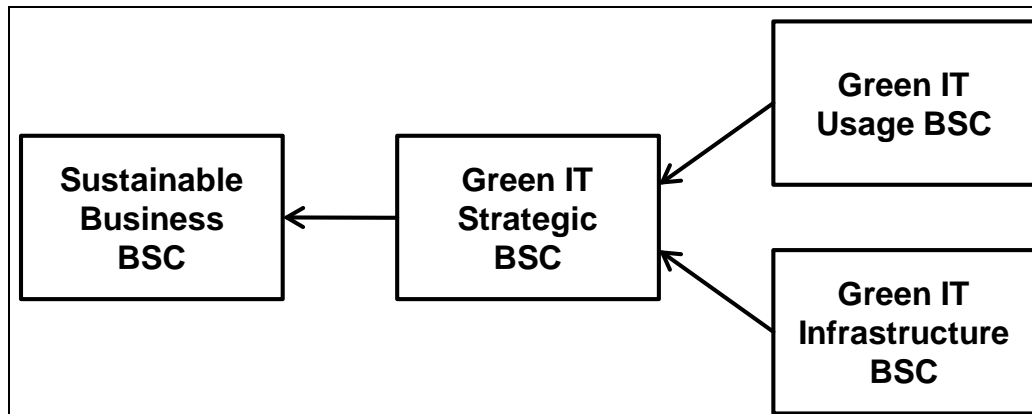 Sustainable
Business
BSC
Green IT
Strategic
BSC
Green IT
Usage BSC
Green IT
Infrastructure
BSC